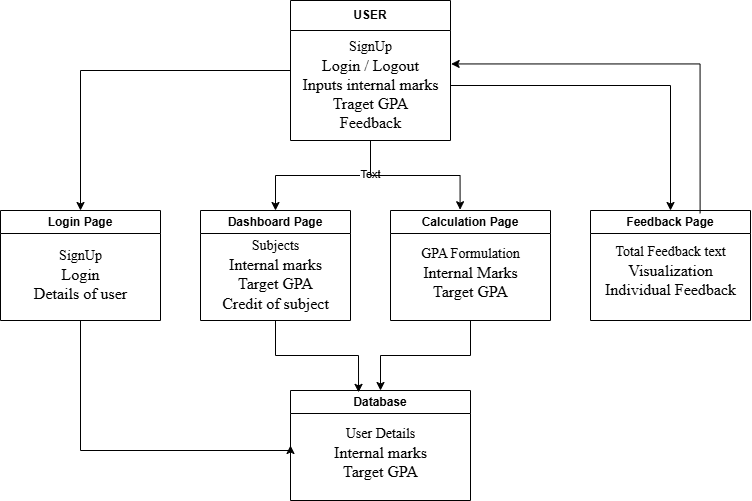 USER
SignUp
Login / Logout
Inputs internal marks
Traget GPA
Feedback
Text
Login Page
SignUp
Login
Details of user
Dashboard Page
Subjects
Internal marks
Target GPA
Credit of subject
Calculation Page
GPA Formulation
Internal Marks
Target GPA
Feedback Page
Total Feedback text
Visualization
Individual Feedback
Database
User Details
Internal marks
Target GPA